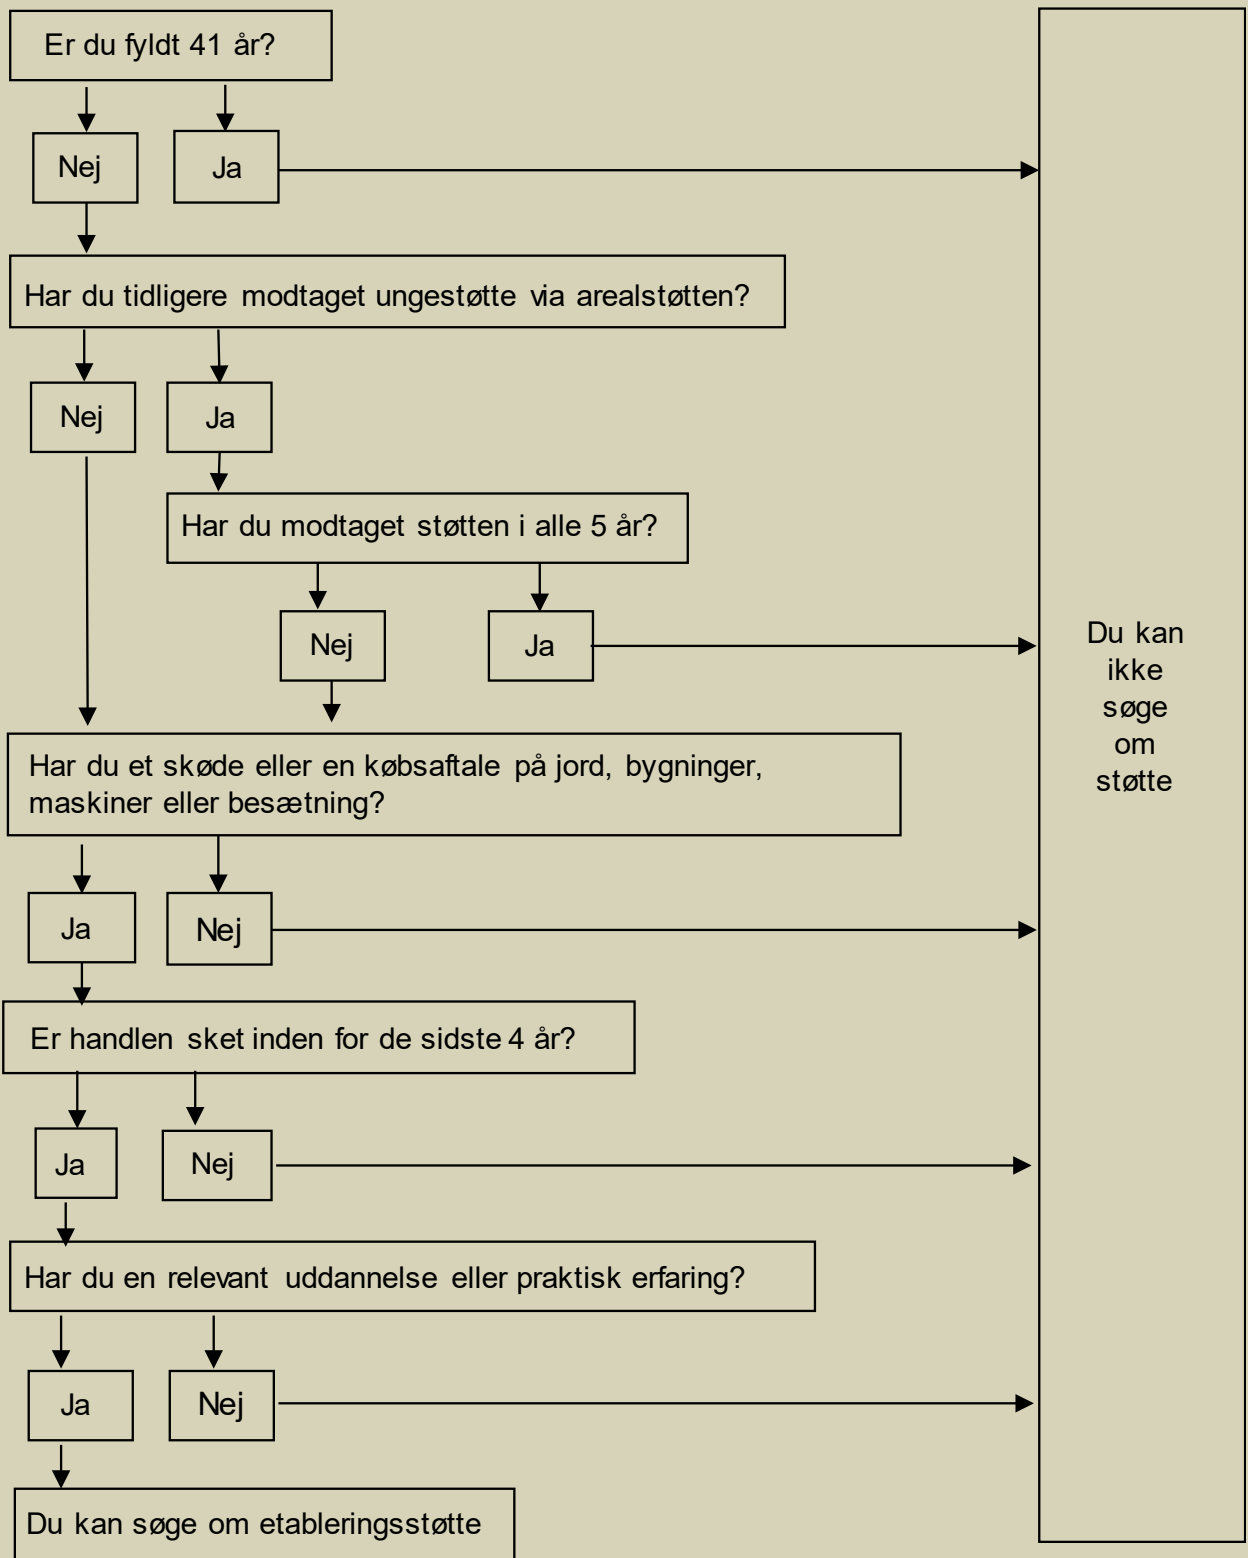 Er du fyldt 41 år?
Nej
Ja
Har du tidligere modtaget ungestøtte via arealstøtten?
Nej
Ja
Har du modtaget støtten i alle 5 år?
Nej
Ja
Har du et skøde eller en købsaftale på jord, bygninger,
maskiner eller besætning?
Ja
Nej
Er handlen sket inden for de sidste 4 år?
Ja
Nej
Har du en relevant uddannelse eller praktisk erfaring?
Ja
Nej
Du kan søge om etableringsstøtte
Du kan
ikke
søge
om
støtte